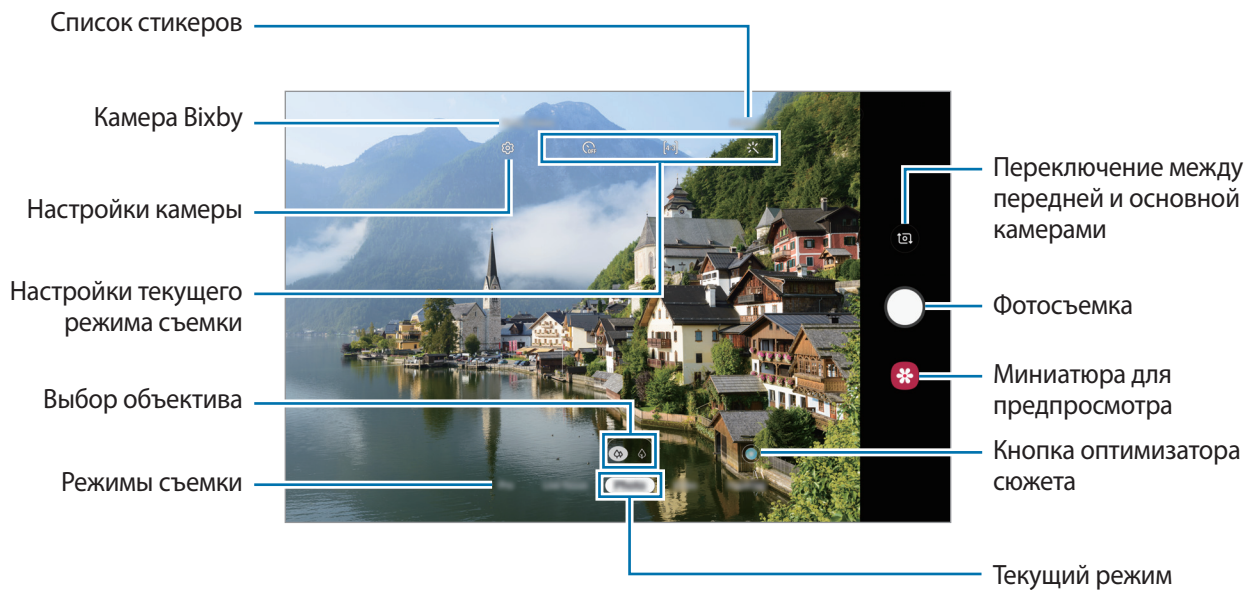 Список стикеров
Камера Bixby
Настройки камеры
Настройки текущего
режима съемки
Выбор объектива
Режимы съемки
OFF
Переключение между
передней и основной
камерами
Фотосъемка
Миниатюра для
предпросмотра
Кнопка оптимизатора
сюжета
Текущий режим